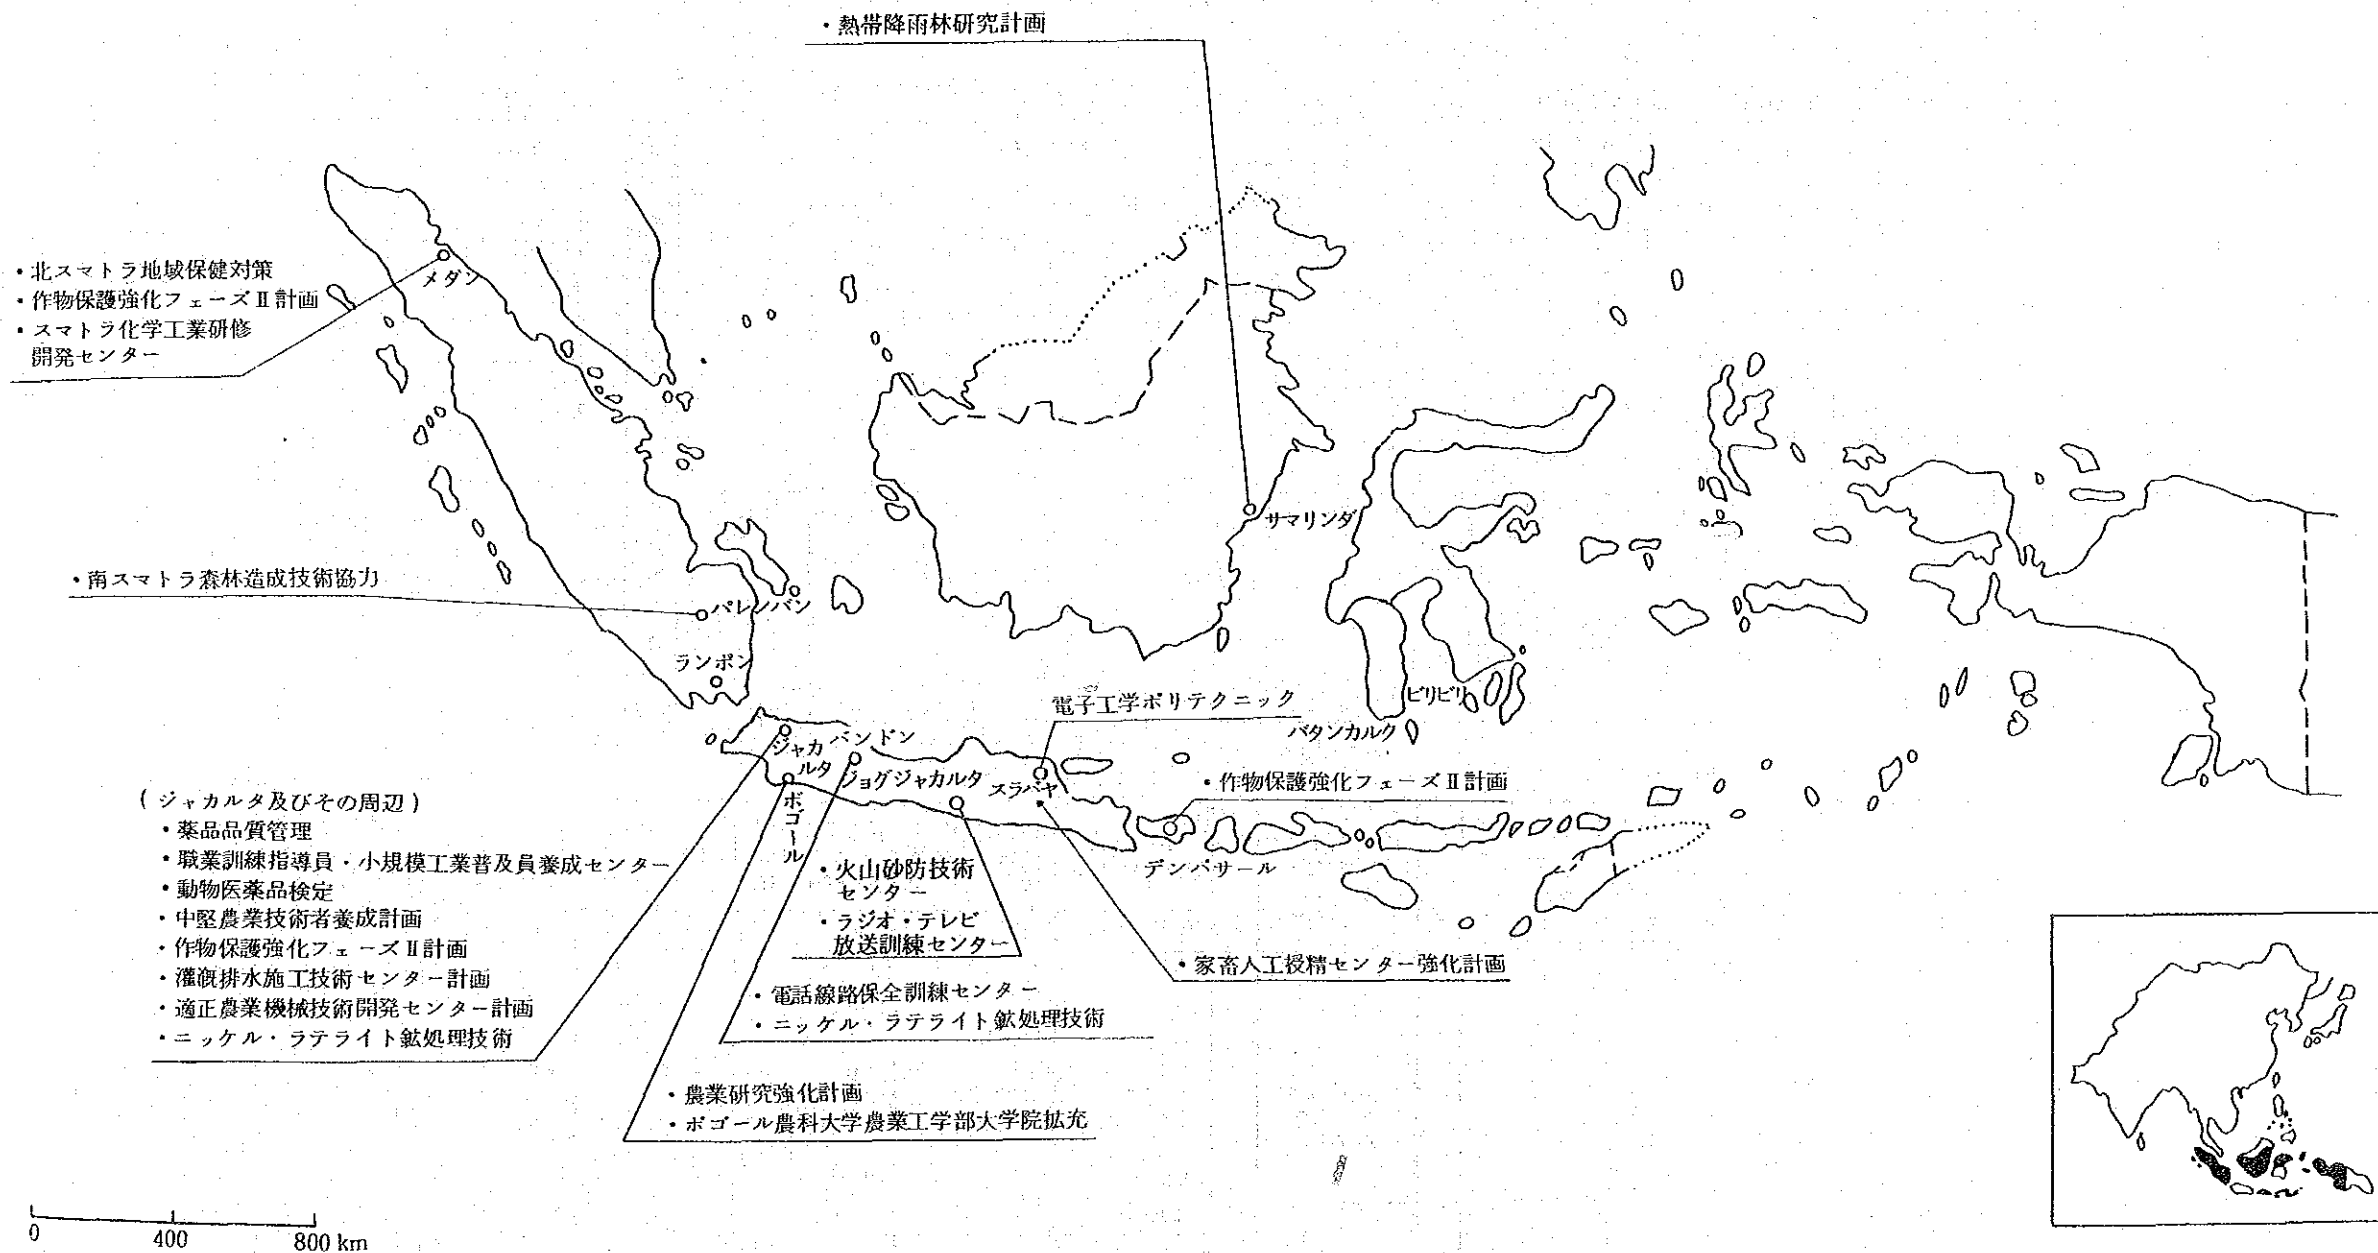 ・熱帯降雨林研究計画
・北スマトラ地域保健対策
・作物保護強化フェーズⅡ計画
・スマトラ化学工業研修
開発センター
メダン
サマリンダ
・南スマトラ森林造成技術協力
パレンバン
ランポン
電子工学ポリテクニック
ビリビリ
バタンカルク
ジャカ
ルタ
バンドン
ジョグジャカルタ
スラバヤ
ボゴール
・作物保護強化フェーズⅡ計画
デンパサール
(ジャカルタ及びその周辺)
・薬品品質管理
・職業訓練指導員・小規模工業普及員養成センター
・動物医薬品検定
・中堅農業技術者養成計画
・作物保護強化フェーズⅡ計画
・灌漑排水施工技術センター計画
・適正農業機械技術開発センター計画
・ニッケル・ラテライト鉱処理技術
・火山砂防技術
センター
・ラジオ・テレビ
放送訓練センター
・家畜人工授精センター強化計画
・電話線路保全訓練センター
・ニッケル・ラテライト鉱処理技術
・農業研究強化計画
・ボゴール農科大学農業工学部大学院拡充
0 400 800 km